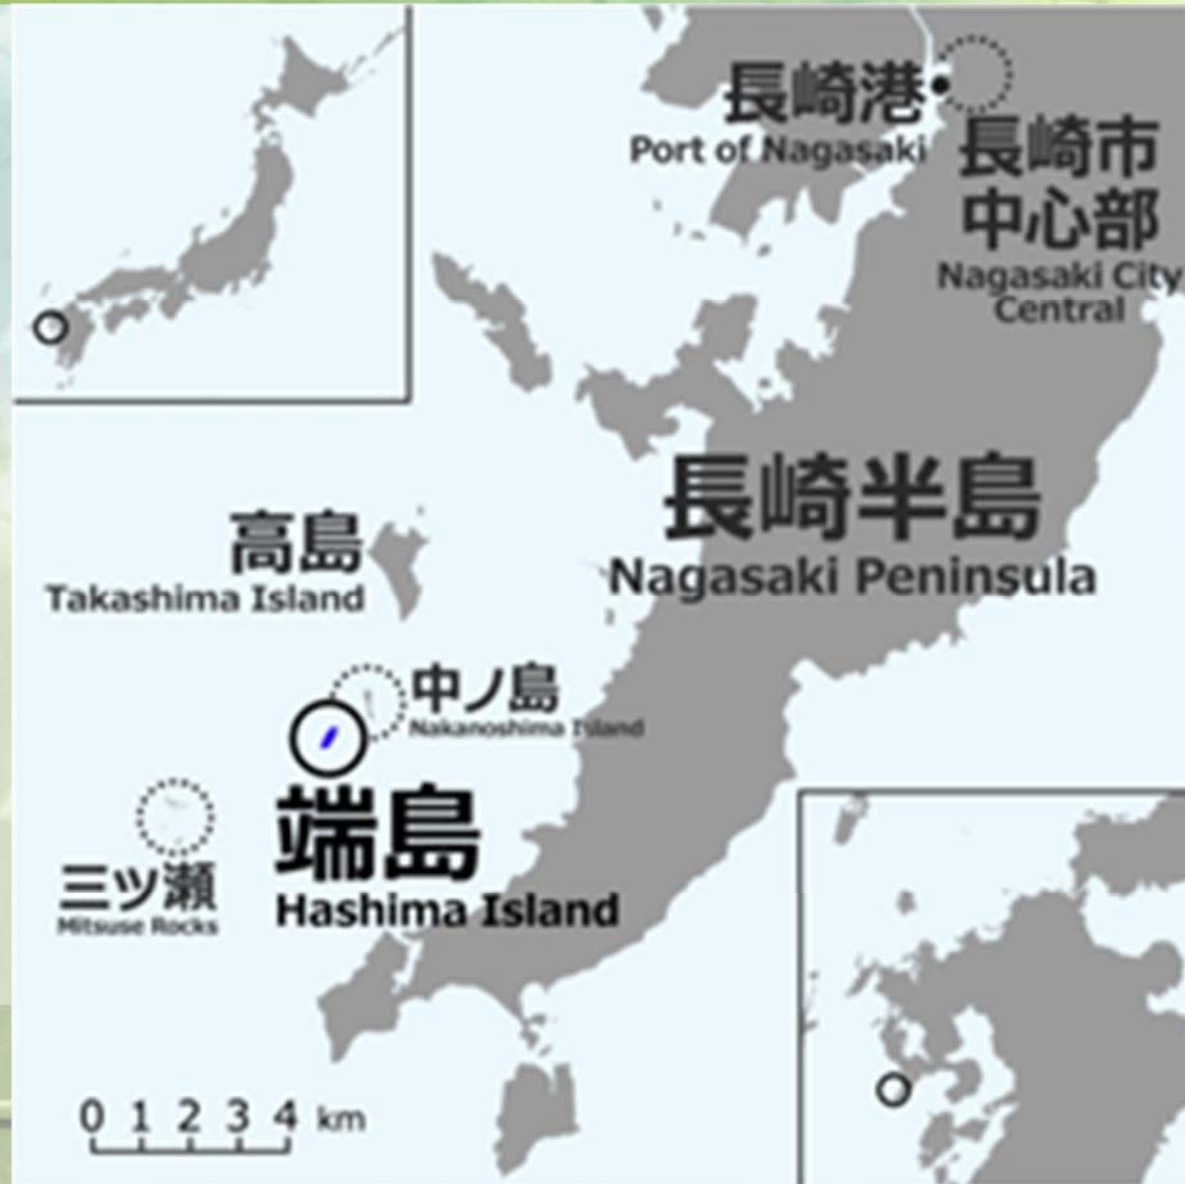 長崎港
Port of Nagasaki
長崎市
中心部
Nagasaki City
Central
長崎半島
Nagasaki Peninsula
高島
Takashima Island
中ノ島
Nakanoshima Island
端島
Hashima Island
三ツ瀬
Mitsuse Rocks
0 1 2 3 4 km